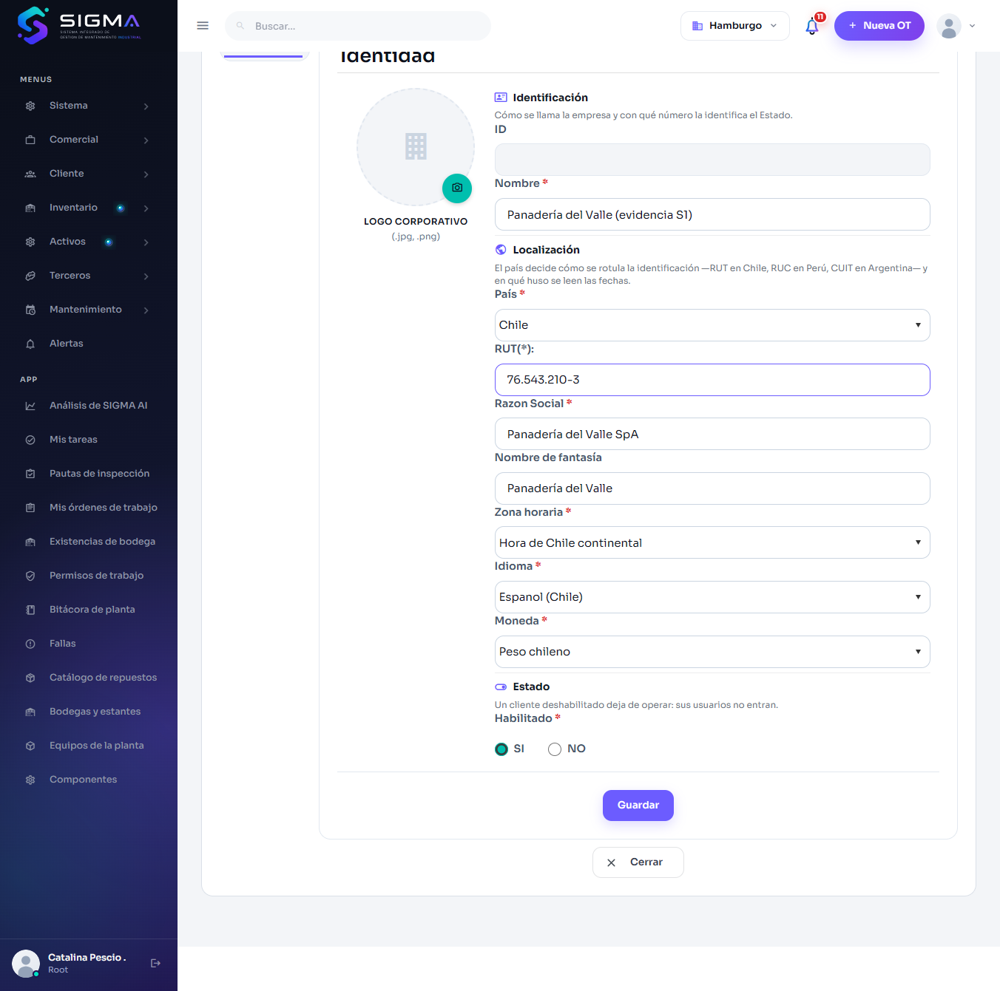 SIGMA
SISTEMA INTEGRADO DE
GESTION DE MANTENIMIENTO INDUSTRIAL
Buscar...
Hamburgo
11
+ Nueva OT
MENUS
Sistema
Comercial
Cliente
Inventario
Activos
Terceros
Mantenimiento
Alertas
APP
Análisis de SIGMA AI
Mis tareas
Pautas de inspección
Mis órdenes de trabajo
Existencias de bodega
Permisos de trabajo
Bitácora de planta
Fallas
Catálogo de repuestos
Bodegas y estantes
Equipos de la planta
Componentes
Catalina Pescio .
Root
Identidad
LOGO CORPORATIVO
(.jpg, .png)
Identificación
Cómo se llama la empresa y con qué número la identifica el Estado.
ID
Nombre *
Panadería del Valle (evidencia S1)
Localización
El país decide cómo se rotula la identificación —RUT en Chile, RUC en Perú, CUIT en Argentina— y
en qué huso se leen las fechas.
País *
Chile
RUT(*):
76.543.210-3
Razon Social *
Panadería del Valle SpA
Nombre de fantasía
Panadería del Valle
Zona horaria *
Hora de Chile continental
Idioma *
Espanol (Chile)
Moneda *
Peso chileno
Estado
Un cliente deshabilitado deja de operar: sus usuarios no entran.
Habilitado *
SI
NO
Guardar
Cerrar